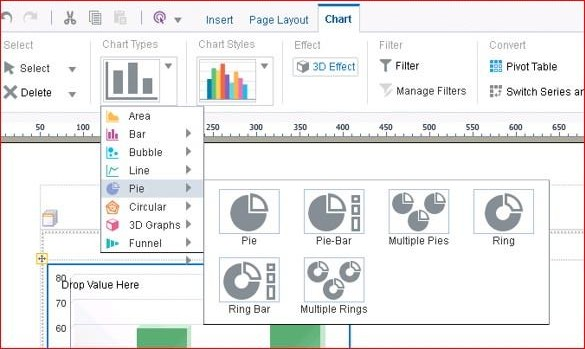 Insert Page Layout Chart
Select Chart Types Chart Styles Effect Filter Convert
Select 3D Effect Filter Pivot Table
Delete Manage Filters Switch Series an
50 100 250 300 350 400 450 500 550 600 650
Area
Bar
Bubble
Line
Pie
Circular
3D Graphs
Funnel
Pie Pie-Bar Multiple Pies Ring
Ring Bar Multiple Rings
80
Drop Value Here
70
60